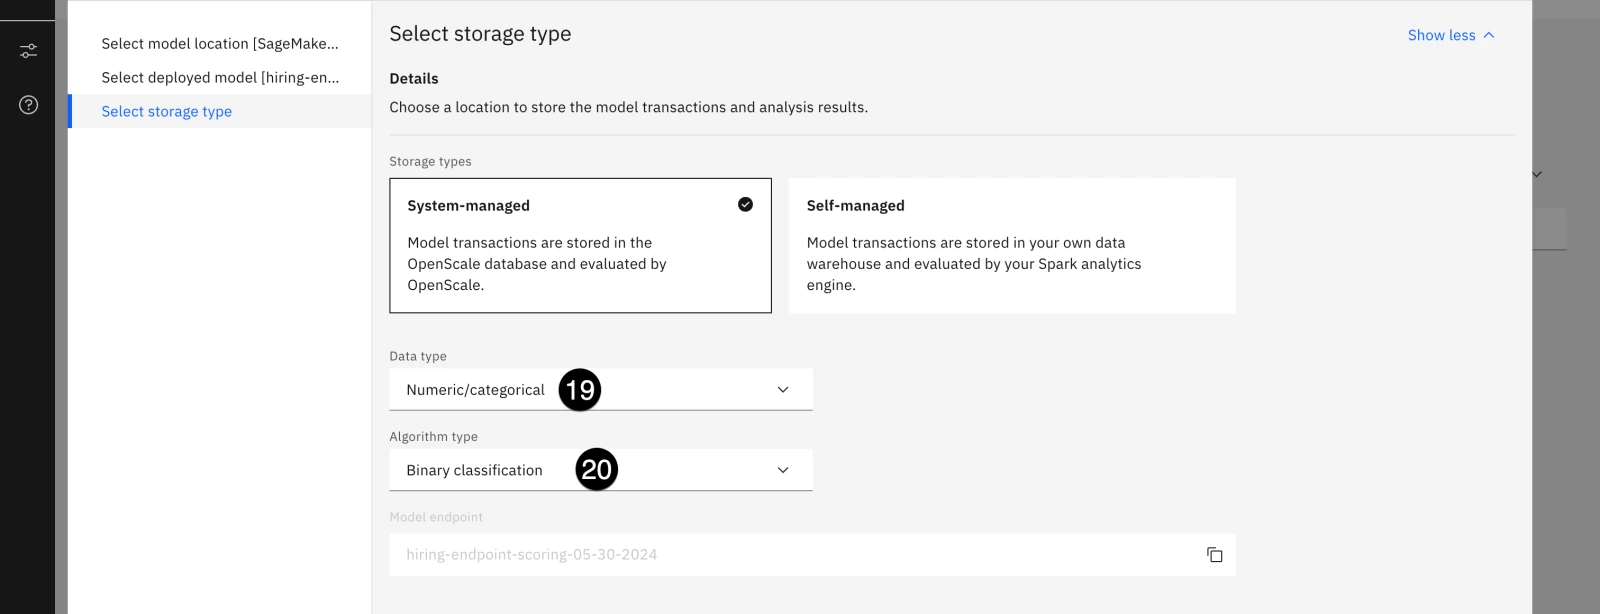 Select model location [SageMake...
Select deployed model [hiring-en...
Select storage type
Select storage type
Show less
Details
Choose a location to store the model transactions and analysis results.
Storage types
System-managed
Model transactions are stored in the
OpenScale database and evaluated by
OpenScale.
Self-managed
Model transactions are stored in your own data
warehouse and evaluated by your Spark analytics
engine.
Data type
Numeric/categorical 19
Algorithm type
Binary classification 20
Model endpoint
hiring-endpoint-scoring-05-30-2024